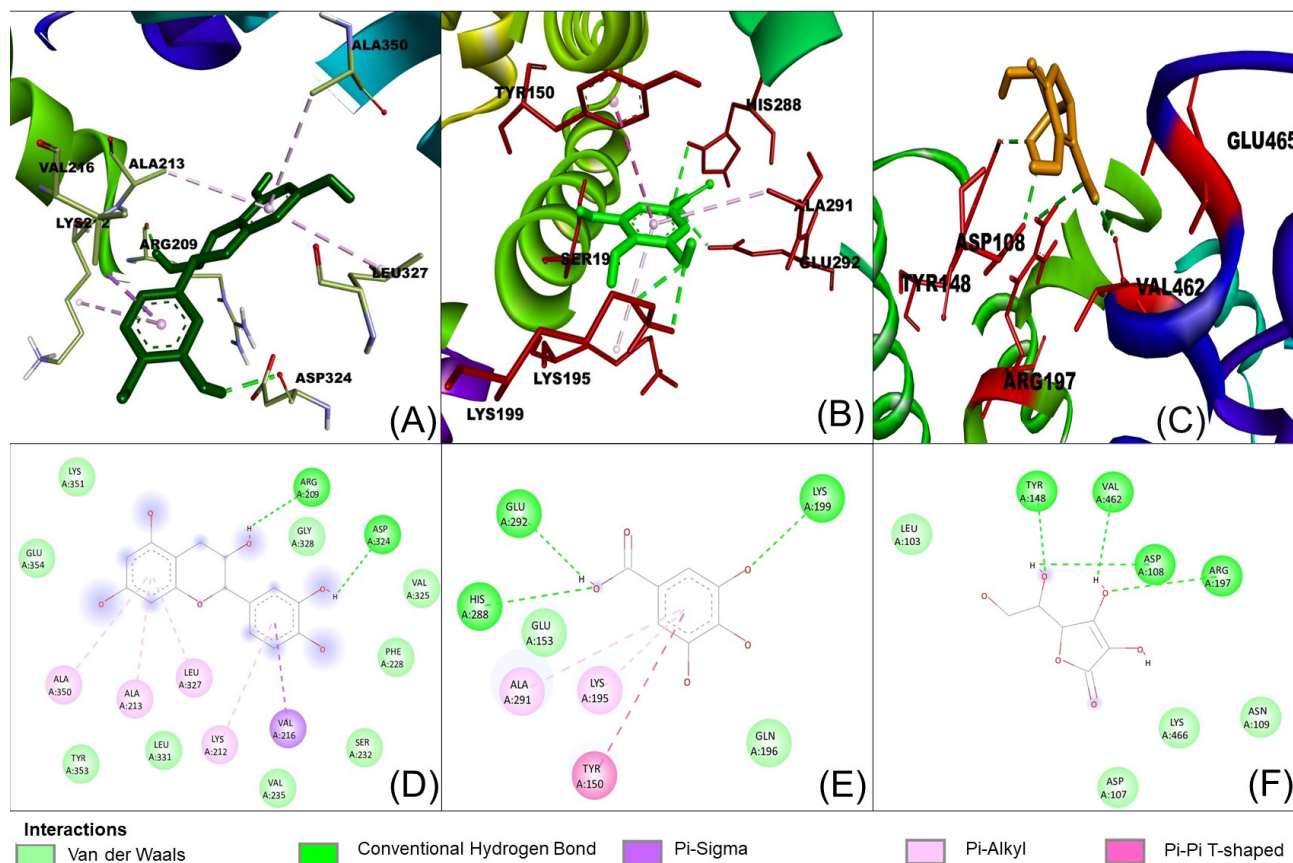 ALA350
VAL216
ALA213
LYS212
ARG209
LEU327
ASP324
(A)
TYR150
HIS288
ALA291
SER19
GLU292
LYS195
LYS199
(B)
GLU465
ASP108
TYR148
VAL462
ARG197
(C)
LYS
A:351
ARG
A:209
ASP
A:324
GLY
A:328
GLU
A:354
VAL
A:325
PHE
A:228
ALA
A:350
ALA
A:213
LEU
A:327
LYS
A:212
VAL
A:216
SER
A:232
TYR
A:353
LEU
A:331
VAL
A:235
O
O
O
H
O
O
H
O
(D)
GLU
A:292
LYS
A:199
HIS
A:288
GLU
A:153
ALA
A:291
LYS
A:195
GLN
A:196
TYR
A:150
O
H
O
O
O
O
(E)
TYR
A:148
VAL
A:462
LEU
A:103
ASP
A:108
ARG
A:197
LYS
A:466
ASN
A:109
ASP
A:107
H
O
H
O
O
O
O
H
O
(F)
Interactions
Van der Waals
Conventional Hydrogen Bond
Pi-Sigma
Pi-Alkyl
Pi-Pi T-shaped